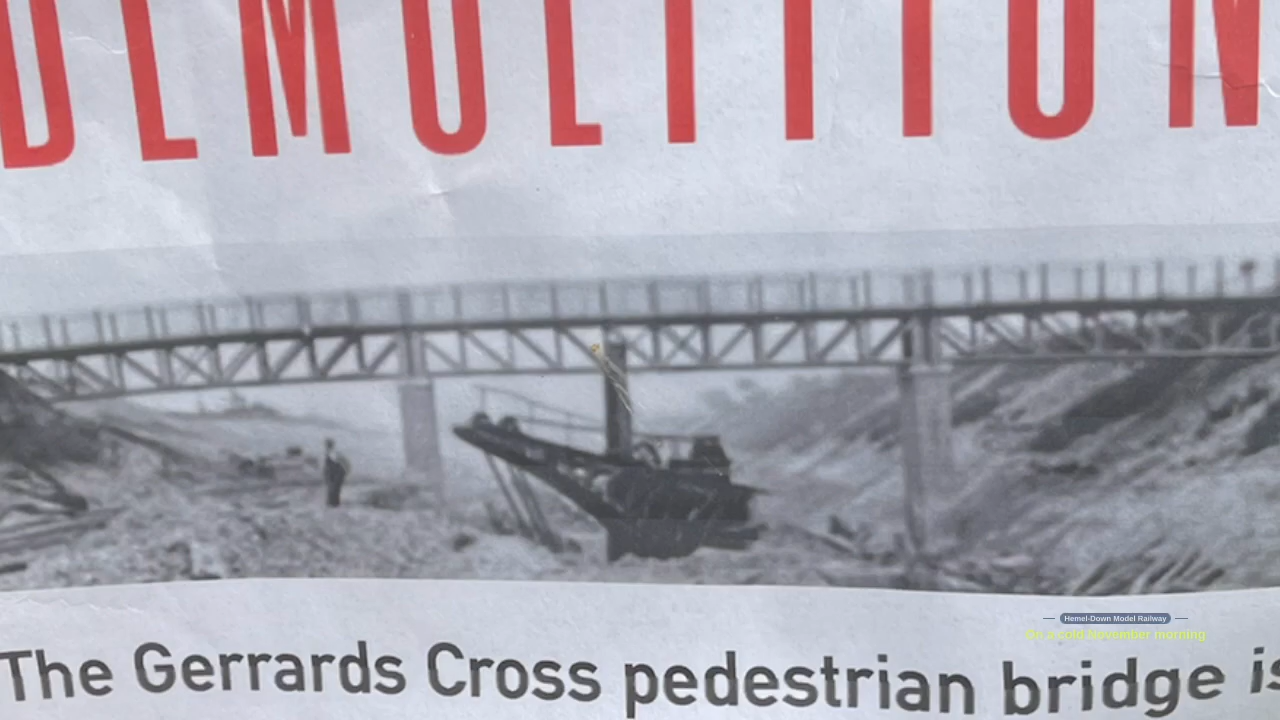 DEMOLITION
Hemel-Down Model Railway
On a cold November morning
The Gerrards Cross pedestrian bridge is